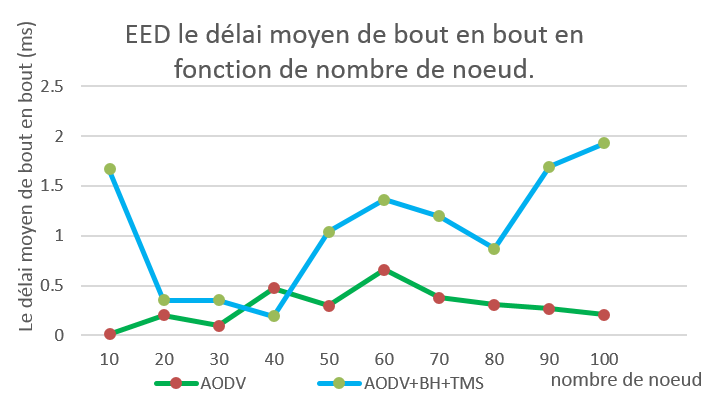 EED le délai moyen de bout en bout en
fonction de nombre de noeud.
Le délai moyen de bout en bout (ms)
2.5
2
1.5
1
0.5
0
10 20 30 40 50 60 70 80 90 100
nombre de noeud
AODV AODV+BH+TMS